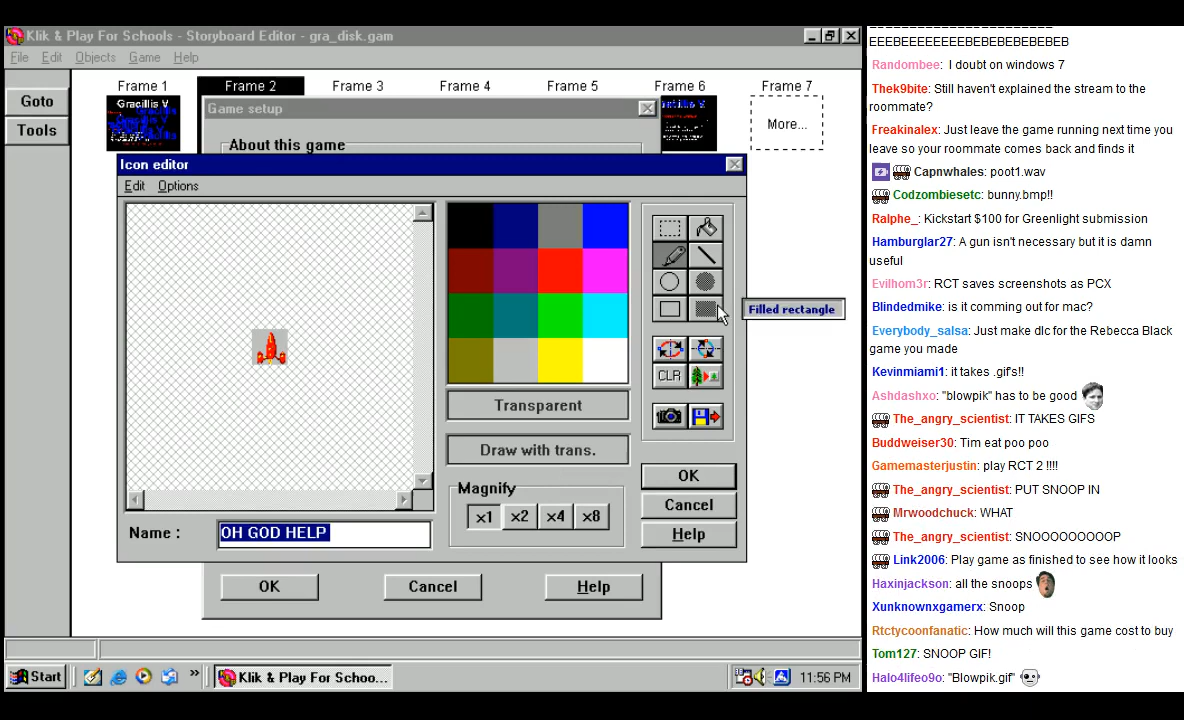 Klik & Play For Schools - Storyboard Editor - gra_disk.gam
File Edit Objects Game Help
Goto
Tools
Frame 1 Frame 2 Frame 3 Frame 4 Frame 5 Frame 6 Frame 7
Gracillis V
More...
Game setup
About this game
Icon editor
Edit Options
Filled rectangle
CLR
Transparent
Draw with trans.
Magnify
x1 x2 x4 x8
OK
Cancel
Help
Name : OH GOD HELP
OK Cancel Help
Start
Klik & Play For Schoo...
11:56 PM
EEEBEEEEEEEBEBEBEBEBEB
Randombee: I doubt on windows 7
Thek9bite: Still haven't explained the stream to the
roommate?
Freakinalex: Just leave the game running next time you
leave so your roommate comes back and finds it
Capnwhales: poot1.wav
Codzombiesetc: bunny.bmp!!
Ralphe_: Kickstart $100 for Greenlight submission
Hamburglar27: A gun isn't necessary but it is damn
useful
Evilhom3r: RCT saves screenshots as PCX
Blindedmike: is it comming out for mac?
Everybody_salsa: Just make dlc for the Rebecca Black
game you made
Kevinmiami1: it takes .gif's!!
Ashdashxo: "blowpik" has to be good
The_angry_scientist: IT TAKES GIFS
Buddweiser30: Tim eat poo poo
Gamemasterjustin: play RCT 2 !!!!
The_angry_scientist: PUT SNOOP IN
Mrwoodchuck: WHAT
The_angry_scientist: SNOOOOOOOOP
Link2006: Play game as finished to see how it looks
Haxinjackson: all the snoops
Xunknownxgamerx: Snoop
Rtctycoonfanatic: How much will this game cost to buy
Tom127: SNOOP GIF!
Halo4lifeo9o: "Blowpik.gif"